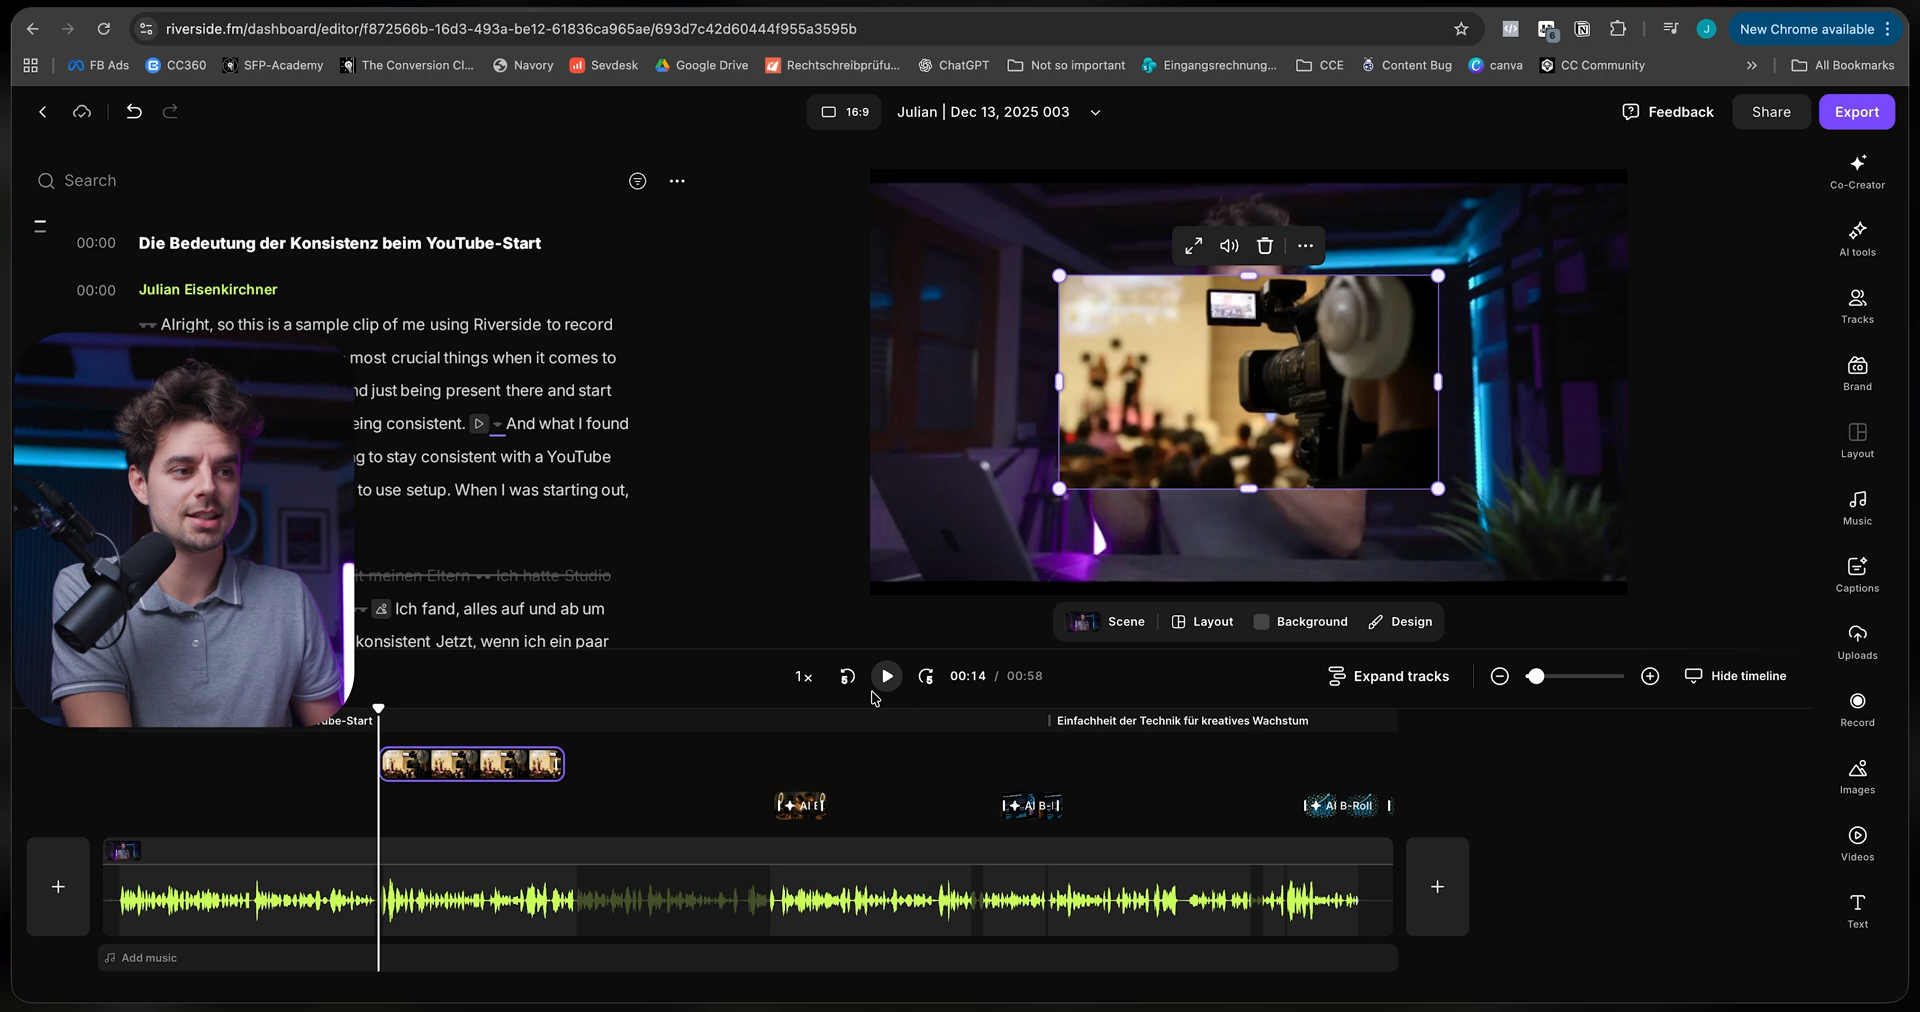 riverside.fm/dashboard/editor/f872566b-16d3-493a-be12-61836ca965ae/693d7c42d60444f955a3595b
6
J
New Chrome available
FB Ads
CC360
SFP-Academy
The Conversion Cl...
Navory
Sevdesk
Google Drive
Rechtschreibprüfu...
ChatGPT
Not so important
Eingangsrechnung...
CCE
Content Bug
canva
CC Community
All Bookmarks
16:9
Julian | Dec 13, 2025 003
Feedback
Share
Export
Search
00:00 Die Bedeutung der Konsistenz beim YouTube-Start
00:00 Julian Eisenkirchner
Alright, so this is a sample clip of me using Riverside to record
most crucial things when it comes to
nd just being present there and start
eing consistent. And what I found
g to stay consistent with a YouTube
to use setup. When I was starting out,
it meinen Eltern Ich hatte Studio
Ich fand, alles auf und ab um
konsistent Jetzt, wenn ich ein paar
Scene
Layout
Background
Design
1x
5
5
00:14 / 00:58
Expand tracks
Hide timeline
ube-Start
Einfachheit der Technik für kreatives Wachstum
AI B-Roll
Add music
Co-Creator
AI tools
Tracks
Brand
Layout
Music
Captions
Uploads
Record
Images
Videos
Text